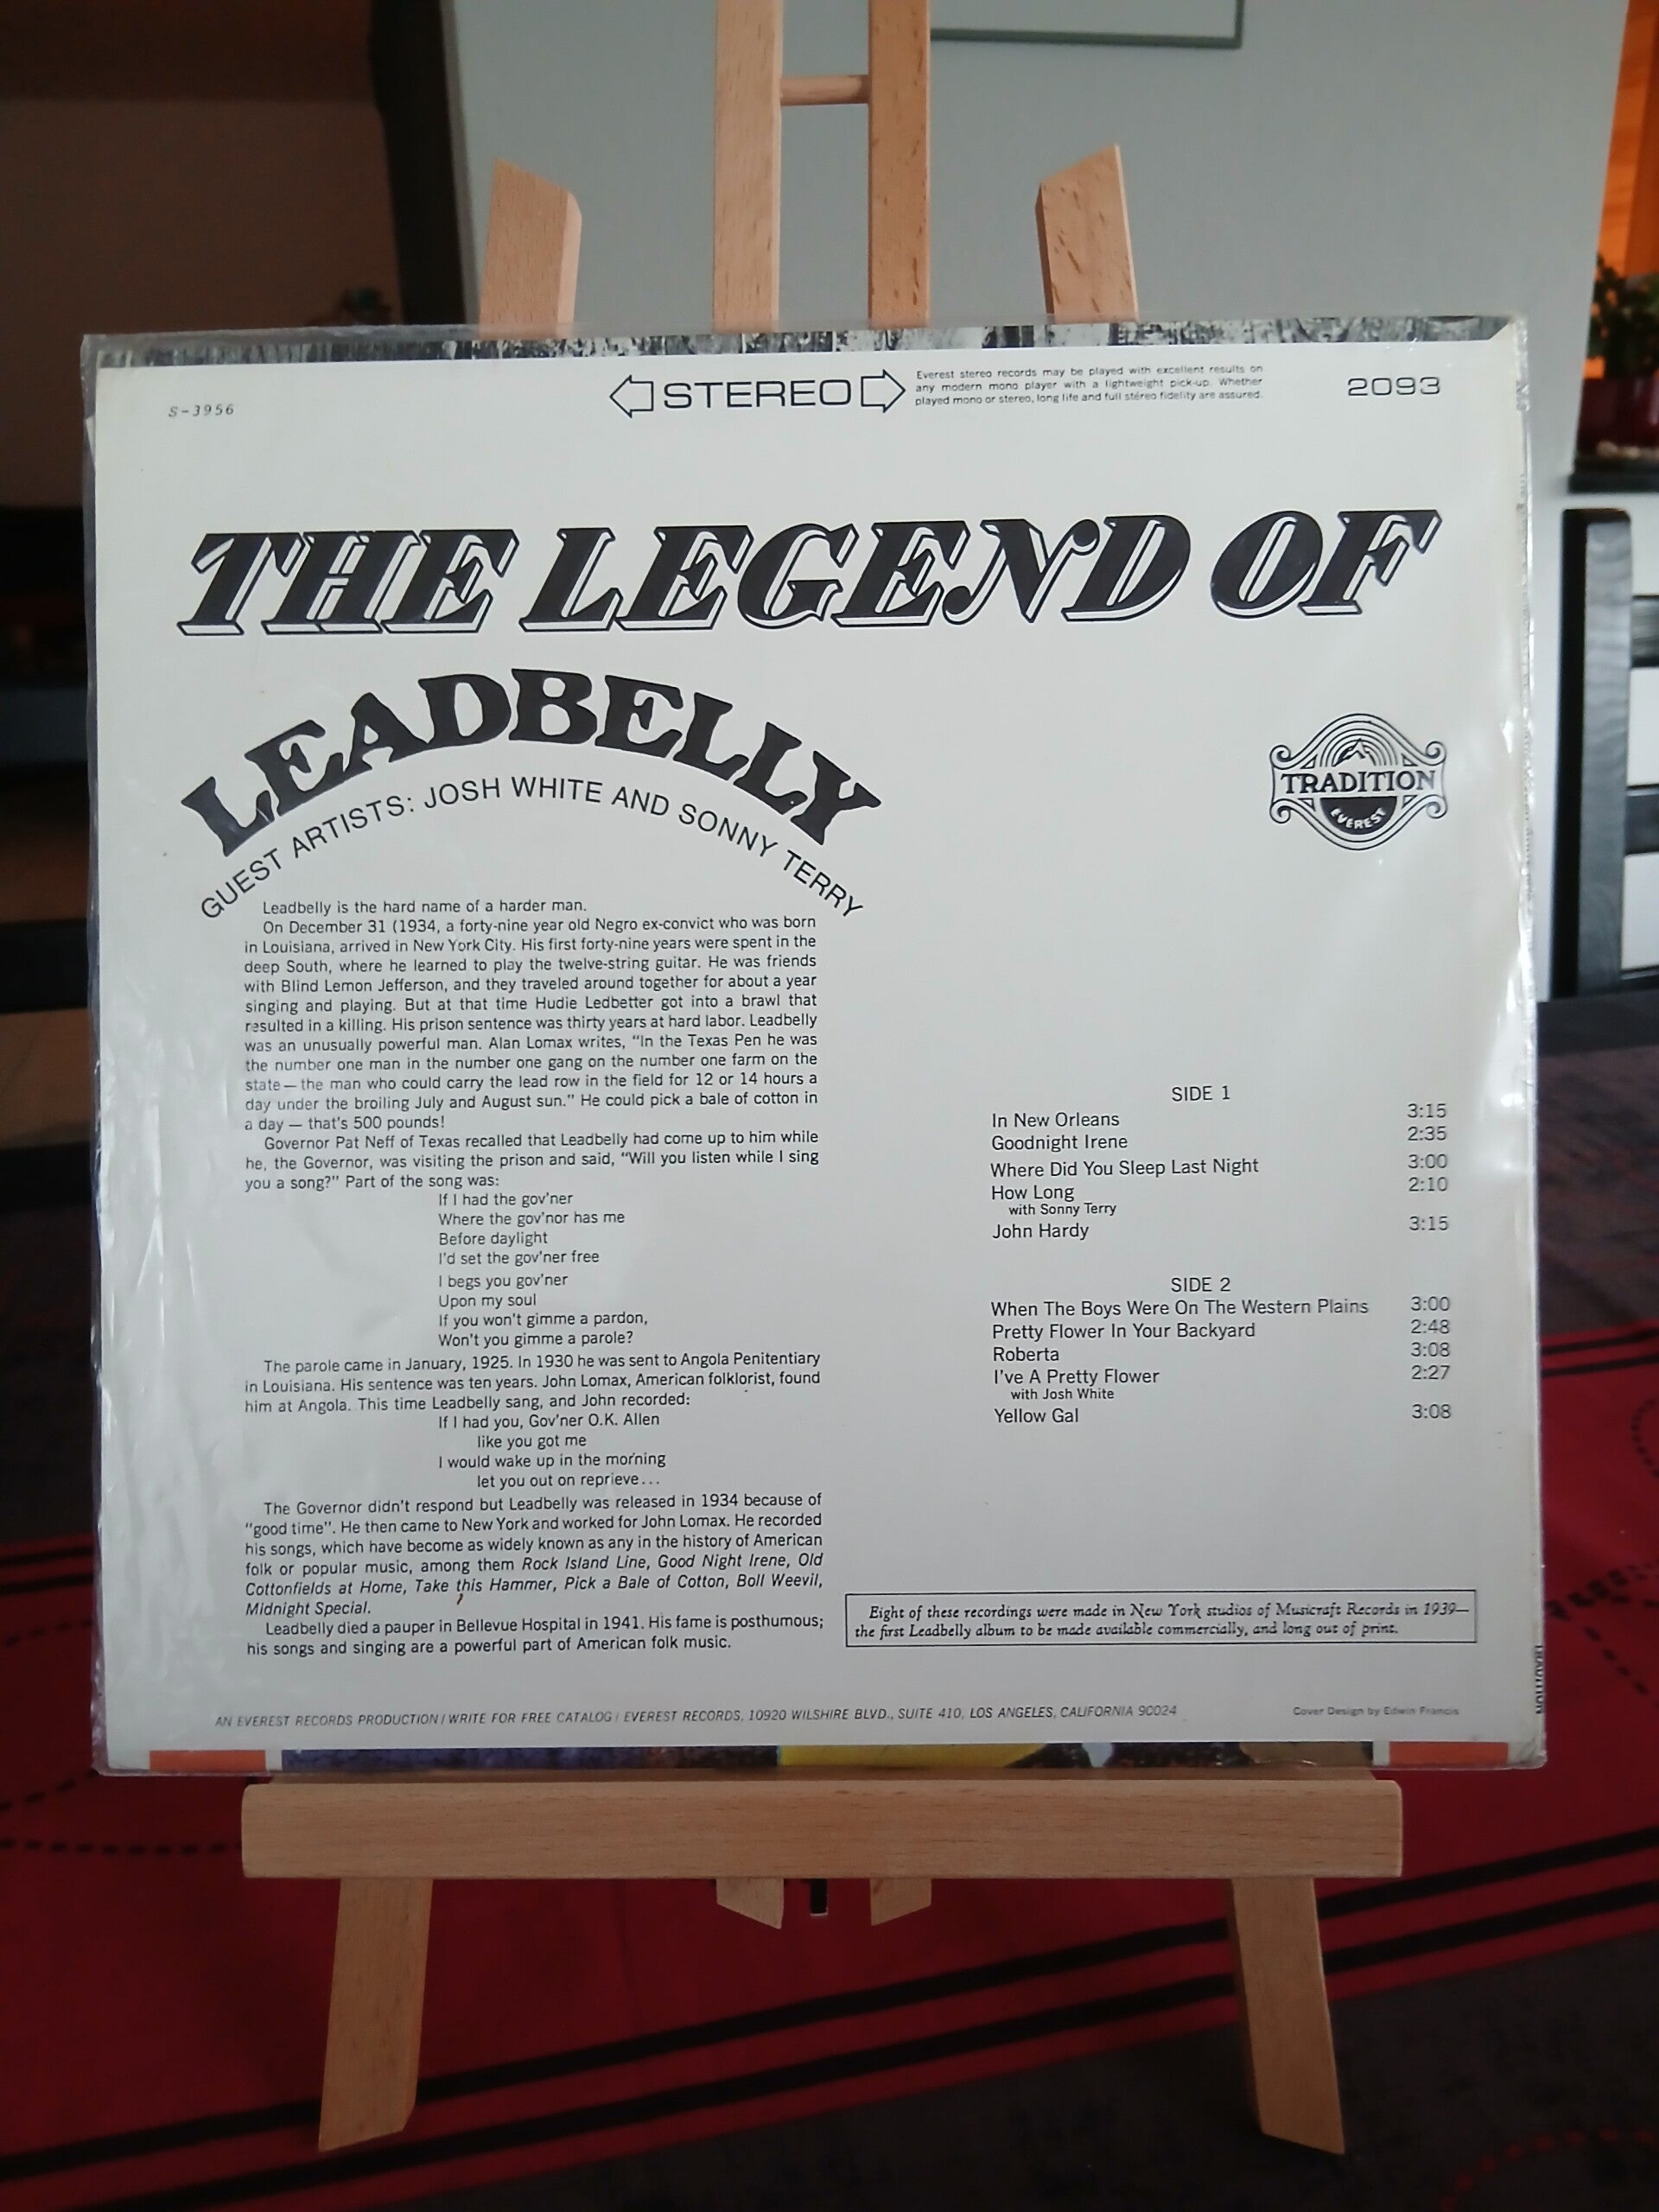 S-3956
STEREO
Everest stereo records may be played with excellent results on
any modern mono player with a lightweight pick-up. Whether
played mono or stereo, long life and full stereo fidelity are assured.
2093
THE LEGEND OF
LEADBELLY
GUEST ARTISTS: JOSH WHITE AND SONNY TERRY
TRADITION
EVEREST
Leadbelly is the hard name of a harder man.
On December 31 (1934, a forty-nine year old Negro ex-convict who was born
in Louisiana, arrived in New York City. His first forty-nine years were spent in the
deep South, where he learned to play the twelve-string guitar. He was friends
with Blind Lemon Jefferson, and they traveled around together for about a year
singing and playing. But at that time Hudie Ledbetter got into a brawl that
resulted in a killing. His prison sentence was thirty years at hard labor. Leadbelly
was an unusually powerful man. Alan Lomax writes, "In the Texas Pen he was
the number one man in the number one gang on the number one farm on the
state — the man who could carry the lead row in the field for 12 or 14 hours a
day under the broiling July and August sun." He could pick a bale of cotton in
a day — that's 500 pounds!
Governor Pat Neff of Texas recalled that Leadbelly had come up to him while
he, the Governor, was visiting the prison and said, "Will you listen while I sing
you a song?" Part of the song was:
If I had the gov'ner
Where the gov'nor has me
Before daylight
I'd set the gov'ner free
I begs you gov'ner
Upon my soul
If you won't gimme a pardon,
Won't you gimme a parole?
The parole came in January, 1925. In 1930 he was sent to Angola Penitentiary
in Louisiana. His sentence was ten years. John Lomax, American folklorist, found
him at Angola. This time Leadbelly sang, and John recorded:
If I had you, Gov'ner O.K. Allen
like you got me
I would wake up in the morning
let you out on reprieve...
The Governor didn't respond but Leadbelly was released in 1934 because of
"good time". He then came to New York and worked for John Lomax. He recorded
his songs, which have become as widely known as any in the history of American
folk or popular music, among them Rock Island Line, Good Night Irene, Old
Cottonfields at Home, Take this Hammer, Pick a Bale of Cotton, Boll Weevil,
Midnight Special.
Leadbelly died a pauper in Bellevue Hospital in 1941. His fame is posthumous;
his songs and singing are a powerful part of American folk music.
SIDE 1
In New Orleans 3:15
Goodnight Irene 2:35
Where Did You Sleep Last Night 3:00
How Long 2:10
with Sonny Terry
John Hardy 3:15
SIDE 2
When The Boys Were On The Western Plains 3:00
Pretty Flower In Your Backyard 2:48
Roberta 3:08
I've A Pretty Flower 2:27
with Josh White
Yellow Gal 3:08
Eight of these recordings were made in New York studios of Musicraft Records in 1939—
the first Leadbelly album to be made available commercially, and long out of print.
AN EVEREST RECORDS PRODUCTION / WRITE FOR FREE CATALOG / EVEREST RECORDS, 10920 WILSHIRE BLVD., SUITE 410, LOS ANGELES, CALIFORNIA 90024
Cover Design by Edwin Francis
TRADITION